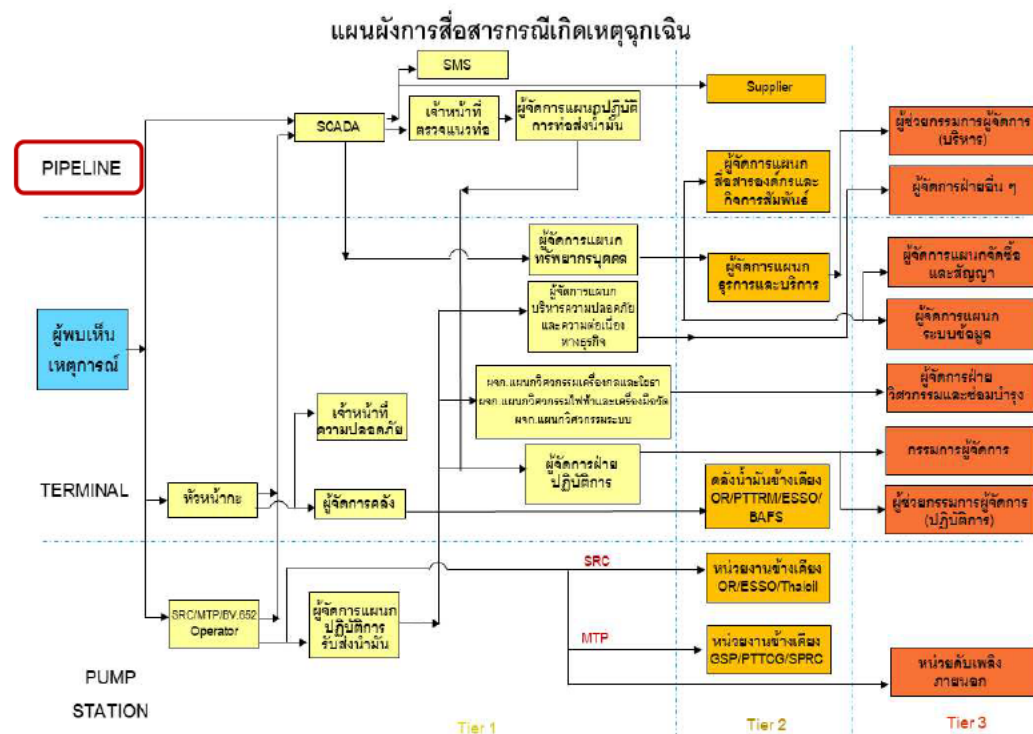 แผนผังการสื่อสารกรณีเกิดเหตุฉุกเฉิน
SMS
Supplier
SCADA
เจ้าหน้าที่
ตรวจแนวท่อ
ผู้จัดการแผนกปฏิบัติ
การท่อส่งน้ำมัน
ผู้ช่วยกรรมการผู้จัดการ
(บริหาร)
PIPELINE
ผู้จัดการแผนก
สื่อสารองค์กรและ
กิจการสัมพันธ์
ผู้จัดการฝ่ายอื่น ๆ
ผู้จัดการแผนก
ทรัพยากรบุคคล
ผู้จัดการแผนก
ธุรการและบริการ
ผู้จัดการแผนกจัดซื้อ
และสัญญา
ผู้พบเห็น
เหตุการณ์
ผู้จัดการแผนก
บริหารความปลอดภัย
และความต่อเนื่อง
ทางธุรกิจ
ผู้จัดการแผนก
ระบบข้อมูล
ผจก.แผนกวิศวกรรมเครื่องกลและโยธา
ผจก.แผนกวิศวกรรมไฟฟ้าและเครื่องมือวัด
ผจก.แผนกวิศวกรรมระบบ
ผู้จัดการฝ่าย
วิศวกรรมและซ่อมบำรุง
เจ้าหน้าที่
ความปลอดภัย
ผู้จัดการฝ่าย
ปฏิบัติการ
กรรมการผู้จัดการ
TERMINAL
หัวหน้ากะ
ผู้จัดการคลัง
คลังน้ำมันข้างเคียง
OR/PTTRM/ESSO/
BAFS
ผู้ช่วยกรรมการผู้จัดการ
(ปฏิบัติการ)
SRC
หน่วยงานข้างเคียง
OR/ESSO/Thaioil
SRC/MTP/BV.652
Operator
ผู้จัดการแผนก
ปฏิบัติการ
รับส่งน้ำมัน
MTP
หน่วยงานข้างเคียง
GSP/PTTCG/SPRC
หน่วยดับเพลิง
ภายนอก
PUMP
STATION
Tier 1
Tier 2
Tier 3